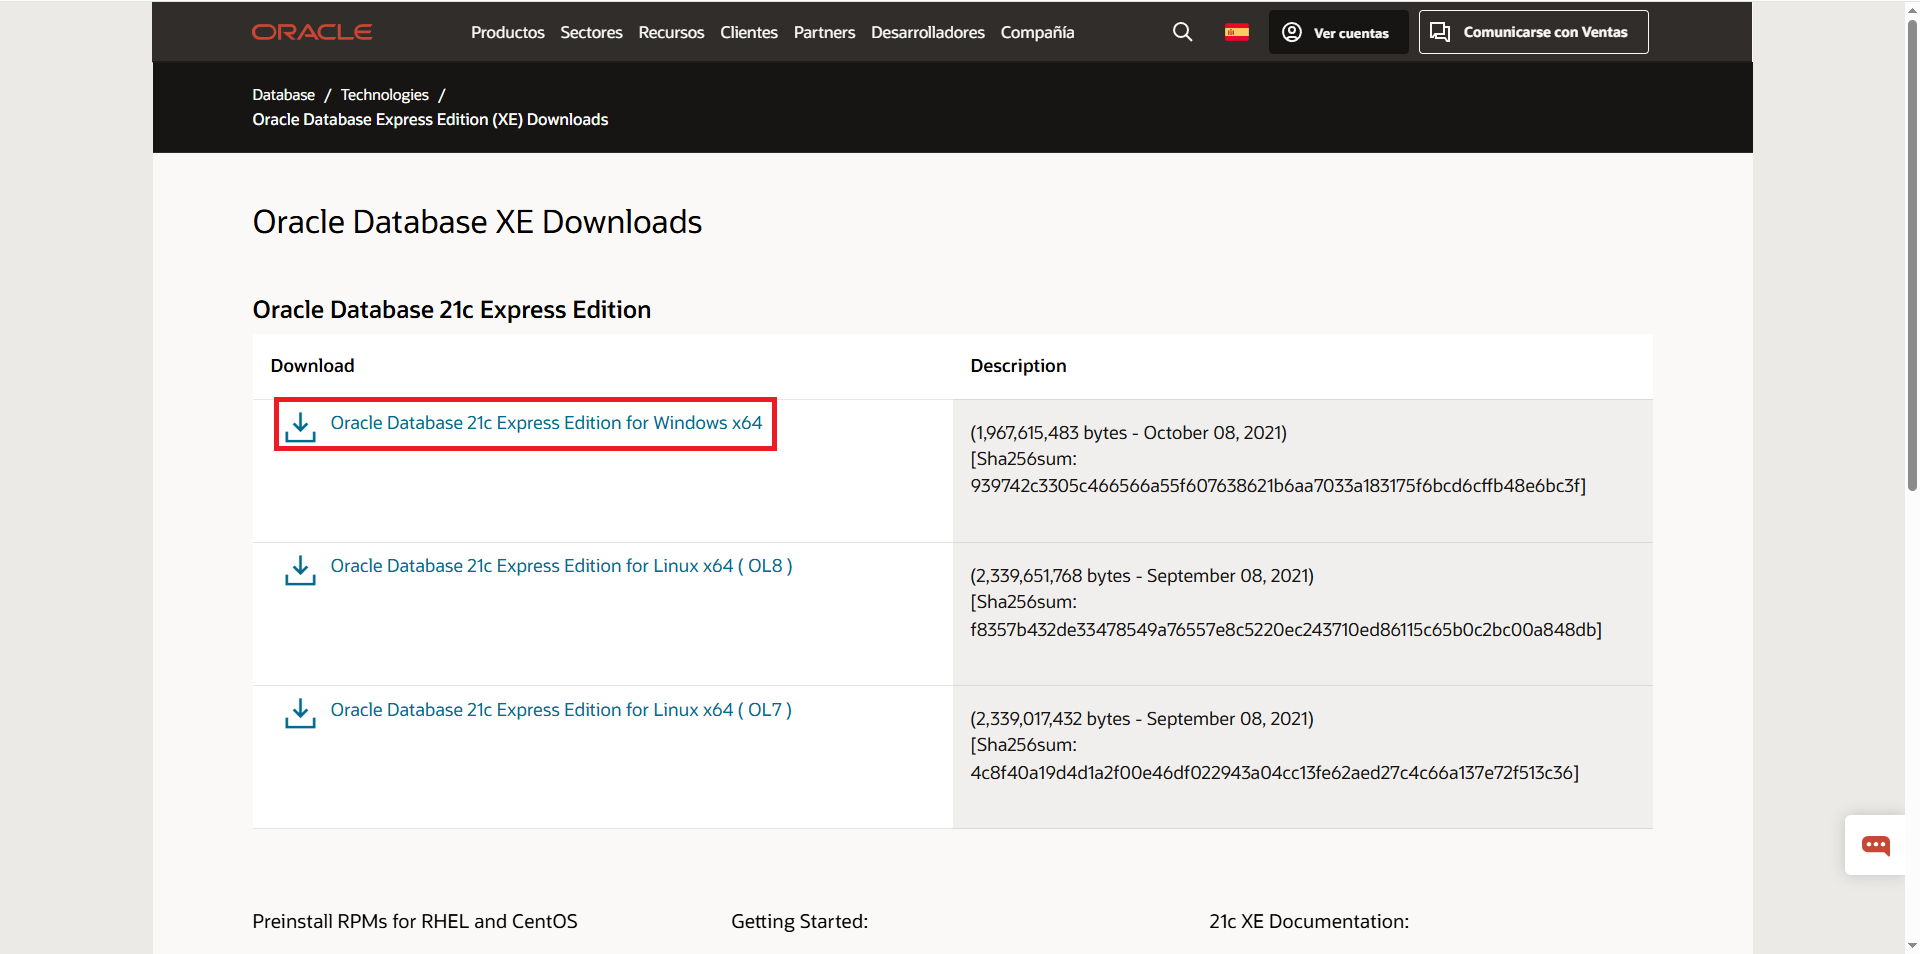 ORACLE
Productos Sectores Recursos Clientes Partners Desarrolladores Compañía
Ver cuentas
Comunicarse con Ventas
Database / Technologies /
Oracle Database Express Edition (XE) Downloads
Oracle Database XE Downloads
Oracle Database 21c Express Edition
Download Description
Oracle Database 21c Express Edition for Windows x64
(1,967,615,483 bytes - October 08, 2021)
[Sha256sum:
939742c3305c466566a55f607638621b6aa7033a183175f6bcd6cffb48e6bc3f]
Oracle Database 21c Express Edition for Linux x64 ( OL8 )
(2,339,651,768 bytes - September 08, 2021)
[Sha256sum:
f8357b432de33478549a76557e8c5220ec243710ed86115c65b0c2bc00a848db]
Oracle Database 21c Express Edition for Linux x64 ( OL7 )
(2,339,017,432 bytes - September 08, 2021)
[Sha256sum:
4c8f40a19d4d1a2f00e46df022943a04cc13fe62aed27c4c66a137e72f513c36]
Preinstall RPMs for RHEL and CentOS
Getting Started:
21c XE Documentation: